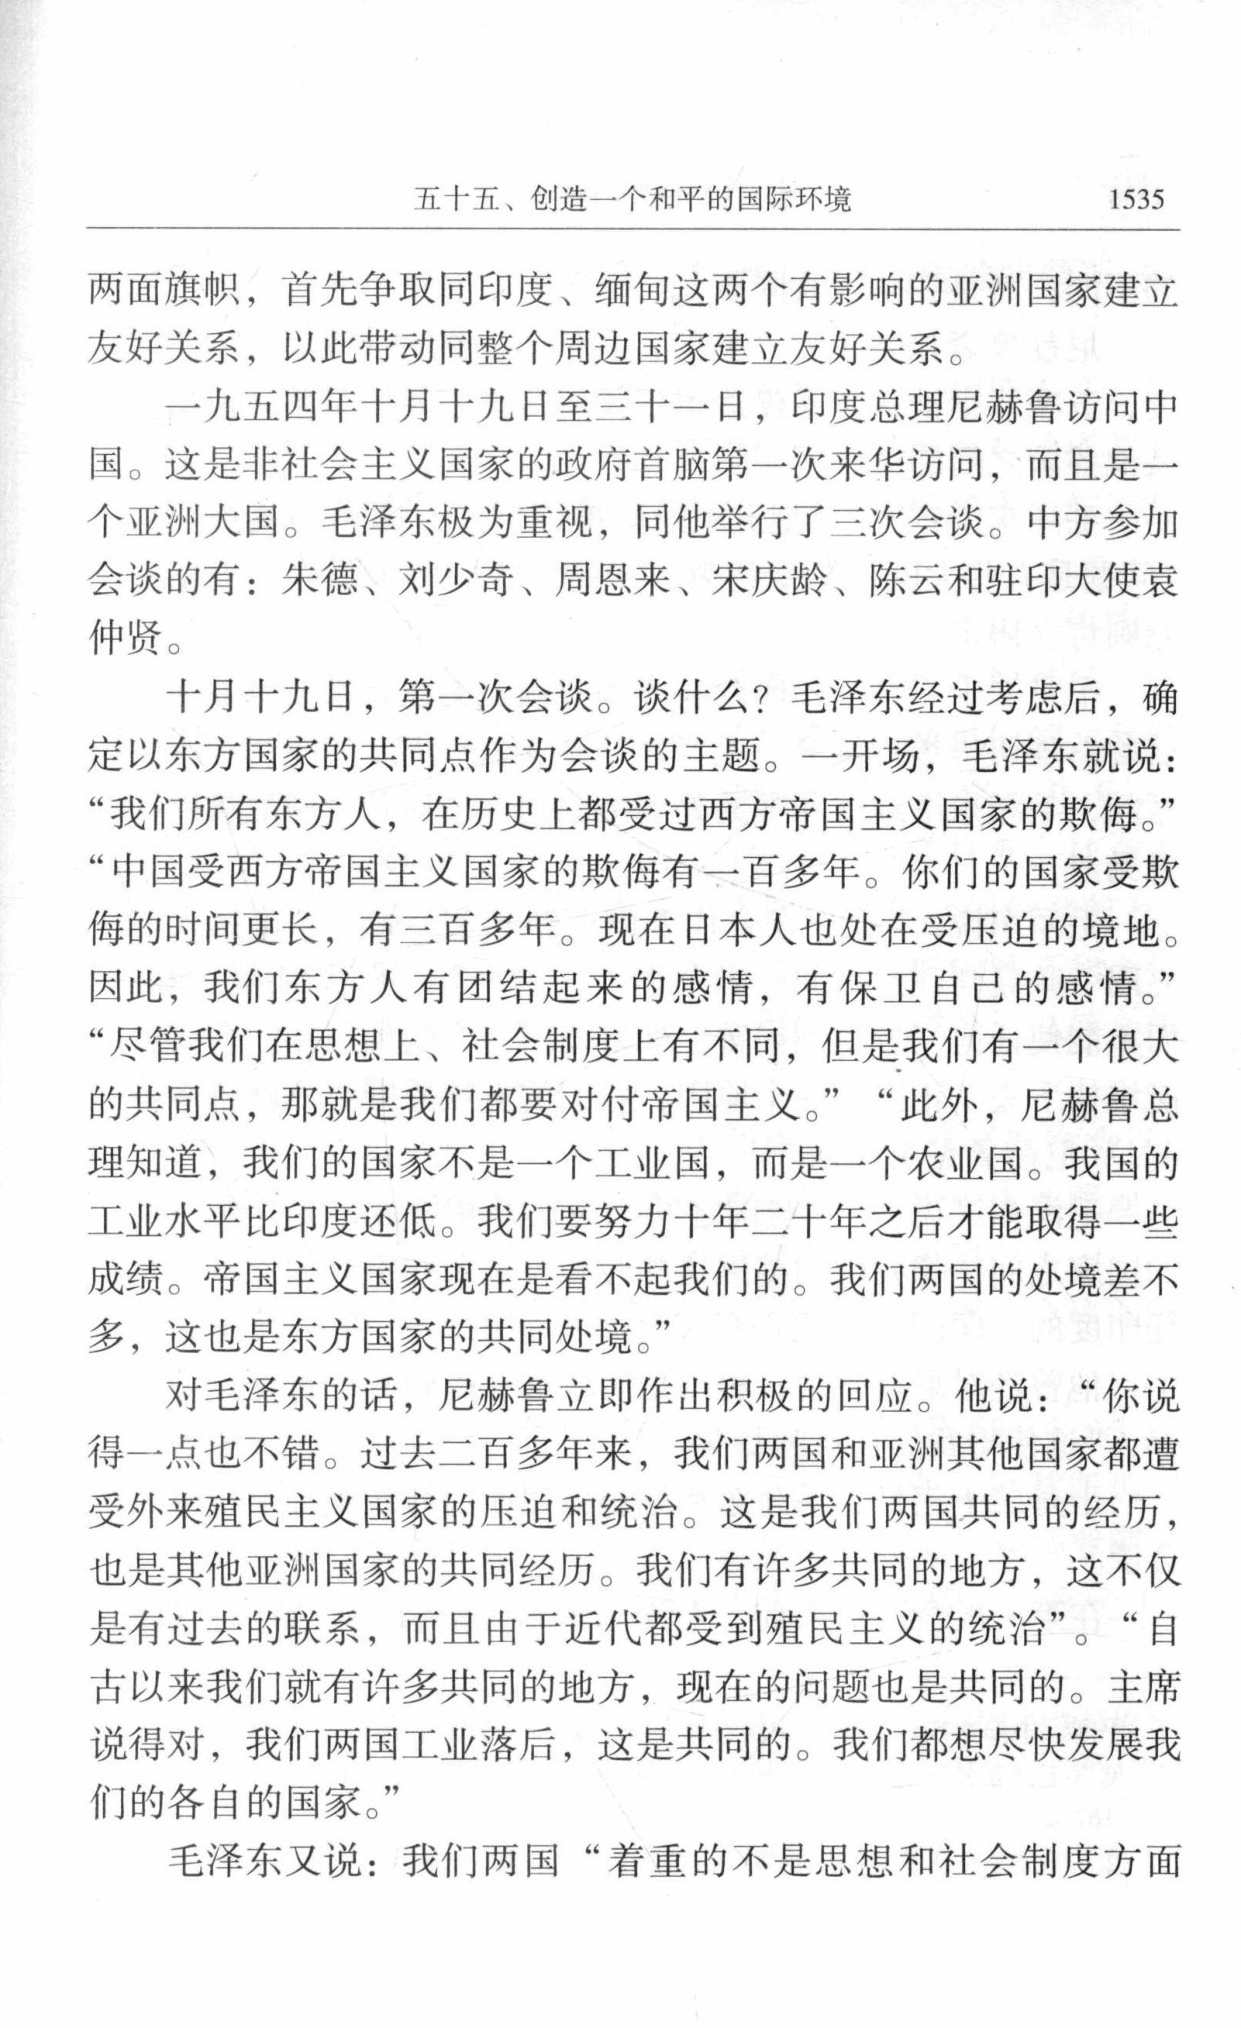 五十五、创造一个和平的国际环境 1535
两面旗帜，首先争取同印度、缅甸这两个有影响的亚洲国家建立
友好关系，以此带动同整个周边国家建立友好关系。
一九五四年十月十九日至三十一日，印度总理尼赫鲁访问中
国。这是非社会主义国家的政府首脑第一次来华访问，而且是一
个亚洲大国。毛泽东极为重视，同他举行了三次会谈。中方参加
会谈的有：朱德、刘少奇、周恩来、宋庆龄、陈云和驻印大使袁
仲贤。
十月十九日，第一次会谈。谈什么？毛泽东经过考虑后，确
定以东方国家的共同点作为会谈的主题。一开场，毛泽东就说：
“我们所有东方人，在历史上都受过西方帝国主义国家的欺侮。”
“中国受西方帝国主义国家的欺侮有一百多年。你们的国家受欺
侮的时间更长，有三百多年。现在日本人也处在受压迫的境地。
因此，我们东方人有团结起来的感情，有保卫自己的感情。”
“尽管我们在思想上、社会制度上有不同，但是我们有一个很大
的共同点，那就是我们都要对付帝国主义。”“此外，尼赫鲁总
理知道，我们的国家不是一个工业国，而是一个农业国。我国的
工业水平比印度还低。我们要努力十年二十年之后才能取得一些
成绩。帝国主义国家现在是看不起我们的。我们两国的处境差不
多，这也是东方国家的共同处境。”
对毛泽东的话，尼赫鲁立即作出积极的回应。他说：“你说
得一点也不错。过去二百多年来，我们两国和亚洲其他国家都遭
受外来殖民主义国家的压迫和统治。这是我们两国共同的经历，
也是其他亚洲国家的共同经历。我们有许多共同的地方，这不仅
是有过去的联系，而且由于近代都受到殖民主义的统治”。“自
古以来我们就有许多共同的地方，现在的问题也是共同的。主席
说得对，我们两国工业落后，这是共同的。我们都想尽快发展我
们的各自的国家。”
毛泽东又说：我们两国“着重的不是思想和社会制度方面